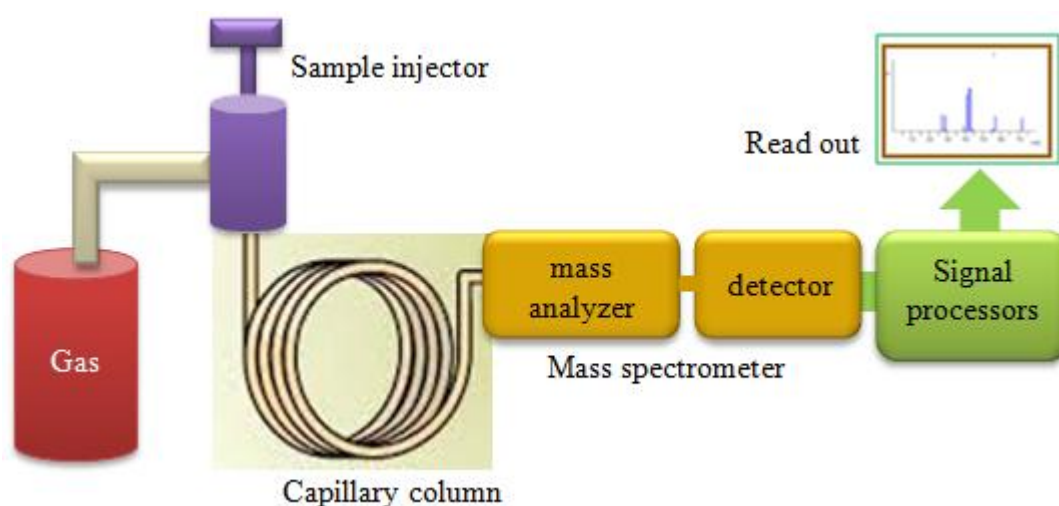 Sample injector
Read out
Gas
mass
analyzer
detector
Signal
processors
Mass spectrometer
Capillary column